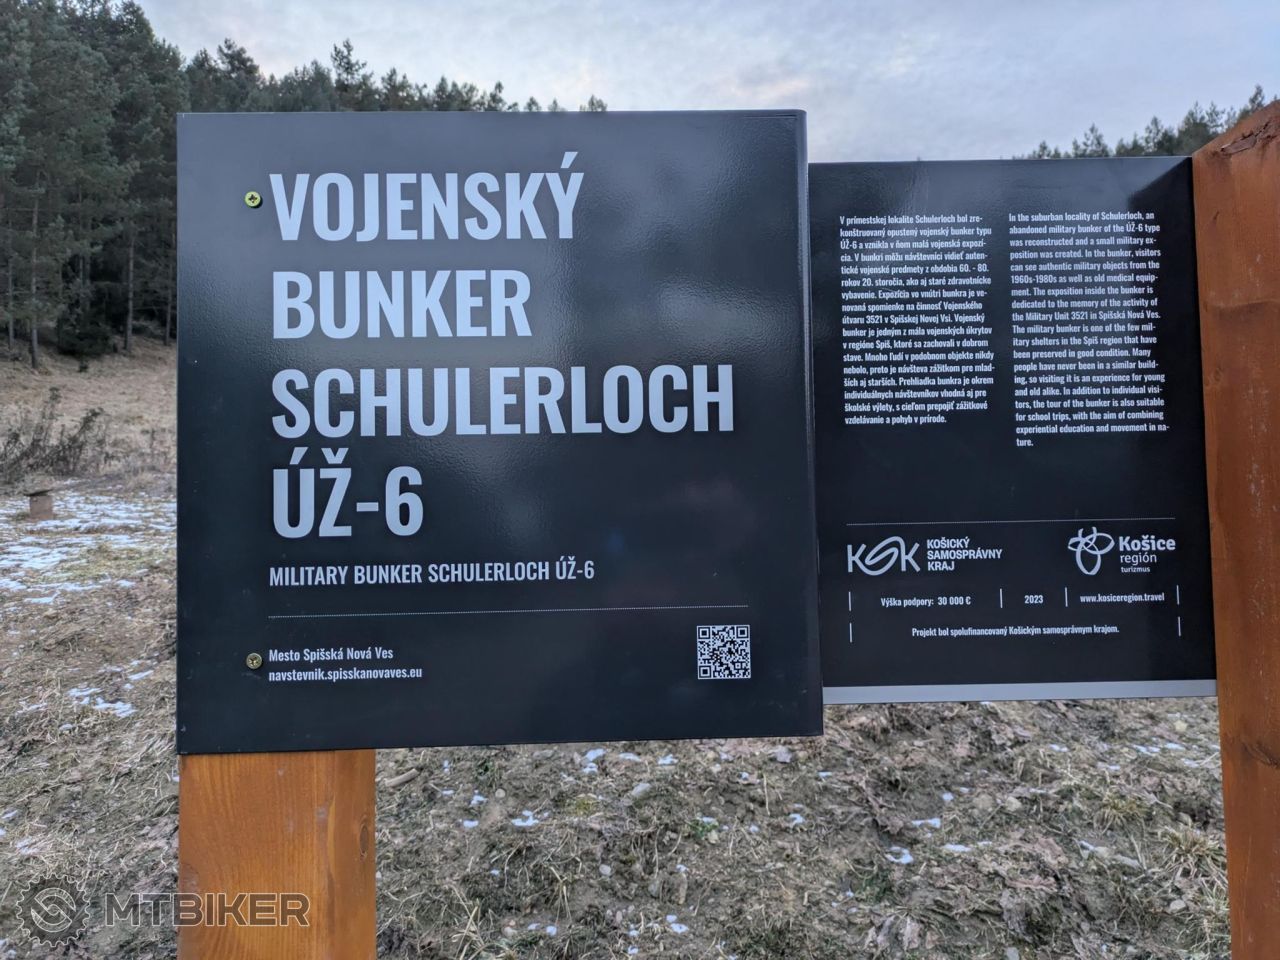 VOJENSKÝ
BUNKER
SCHULERLOCH
ÚŽ-6
MILITARY BUNKER SCHULERLOCH ÚŽ-6
Mesto Spišská Nová Ves
navstevnik.spisskanovaves.eu
V prímestskej lokalite Schulerloch bol zre-
konštruovaný opustený vojenský bunker typu
ÚŽ-6 a vznikla v ňom malá vojenská expozí-
cia. V bunkri môžu návštevníci vidieť auten-
tické vojenské predmety z obdobia 60. - 80.
rokov 20. storočia, ako aj staré zdravotnícke
vybavenie. Expozícia vo vnútri bunkra je ve-
novaná spomienke na činnosť Vojenského
útvaru 3521 v Spišskej Novej Vsi. Vojenský
bunker je jedným z mála vojenských úkrytov
v regióne Spiš, ktoré sa zachovali v dobrom
stave. Mnoho ľudí v podobnom objekte nikdy
nebolo, preto je návšteva zážitkom pre mlad-
ších aj starších. Prehliadka bunkra je okrem
individuálnych návštevníkov vhodná aj pre
školské výlety, s cieľom prepojiť zážitkové
vzdelávanie a pohyb v prírode.
In the suburban locality of Schulerloch, an
abandoned military bunker of the ÚŽ-6 type
was reconstructed and a small military ex-
position was created. In the bunker, visitors
can see authentic military objects from the
1960s-1980s as well as old medical equip-
ment. The exposition inside the bunker is
dedicated to the memory of the activity of
the Military Unit 3521 in Spišská Nová Ves.
The military bunker is one of the few mil-
itary shelters in the Spiš region that have
been preserved in good condition. Many
people have never been in a similar build-
ing, so visiting it is an experience for young
and old alike. In addition to individual visi-
tors, the tour of the bunker is also suitable
for school trips, with the aim of combining
experiential education and movement in na-
ture.
KSK KOŠICKÝ
SAMOSPRÁVNY
KRAJ
Košice
región
turizmus
Výška podpory: 30 000 € 2023 www.kosiceregion.travel
Projekt bol spolufinancovaný Košickým samosprávnym krajom.
MTBIKER